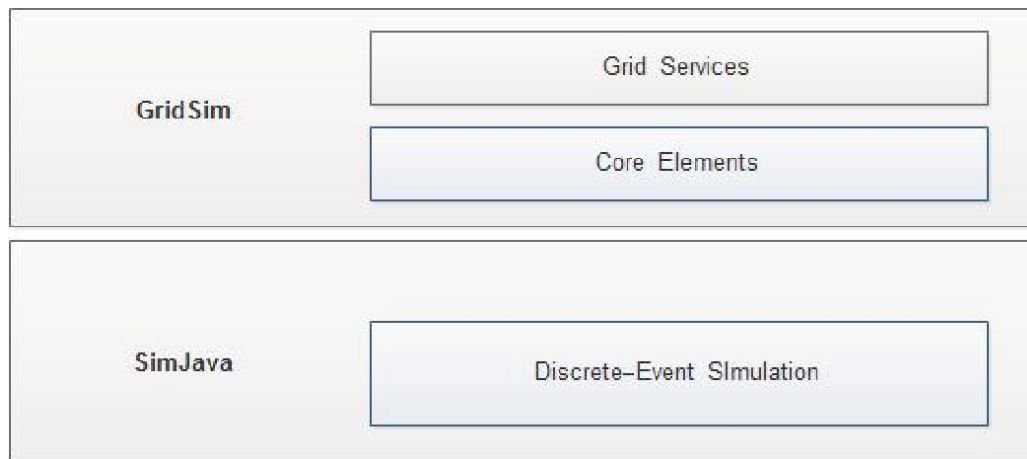 GridSim
Grid Services
Core Elements
SimJava
Discrete–Event SImulation